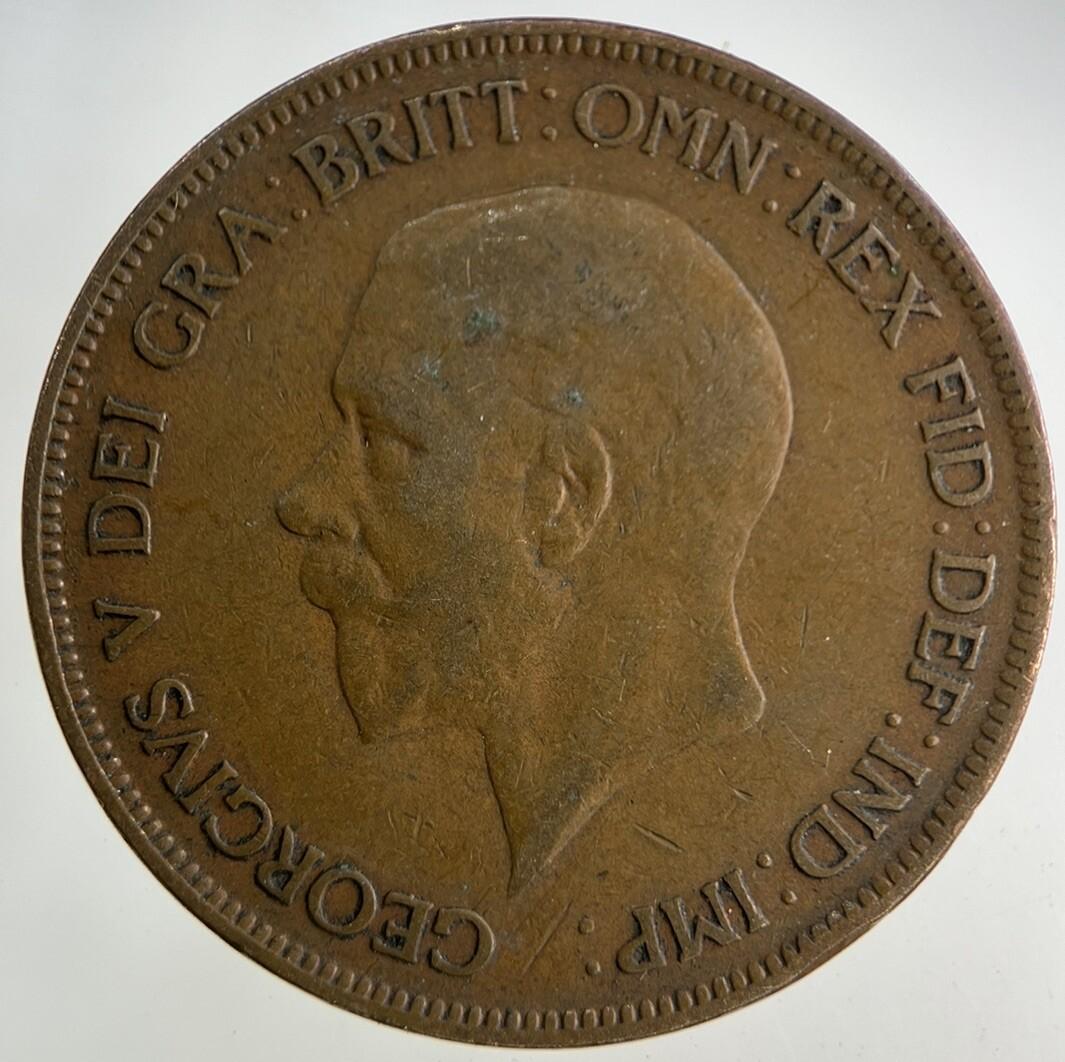 GEORGIVS V DEI GRA: BRITT: OMN: REX FID: DEF: IND: IMP: